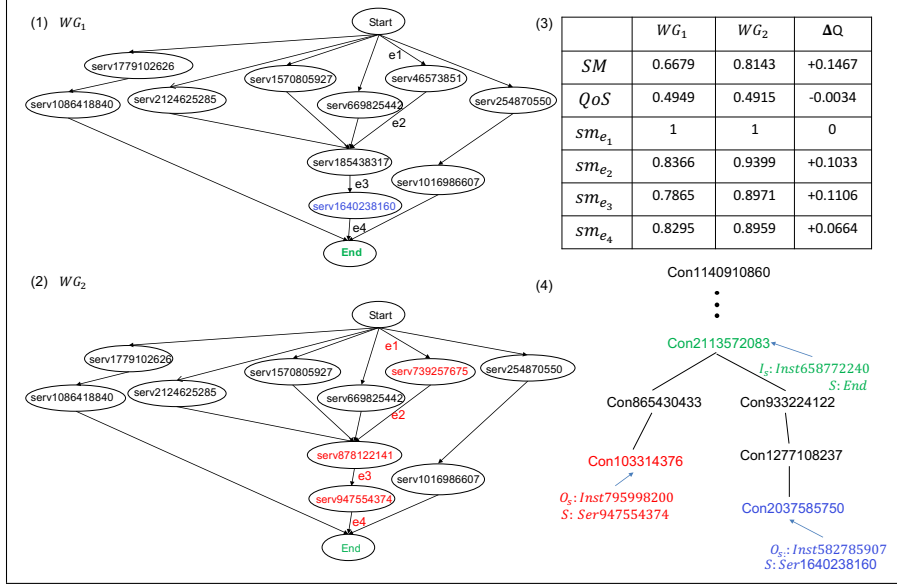 (1) WG₁
Start
e1
serv1779102626
serv1570805927
serv46573851
serv1086418840
serv2124625285
serv669825442
serv254870550
e2
serv185438317
e3
serv1016986607
serv1640238160
e4
End
(2) WG₂
Start
e1
serv1779102626
serv1570805927
serv739257675
serv254870550
serv1086418840
serv2124625285
serv669825442
e2
serv878122141
e3
serv1016986607
serv947554374
e4
End
(3)
WG₁ WG₂ ΔQ
SM 0.6679 0.8143 +0.1467
QoS 0.4949 0.4915 -0.0034
smₑ₁ 1 1 0
smₑ₂ 0.8366 0.9399 +0.1033
smₑ₃ 0.7865 0.8971 +0.1106
smₑ₄ 0.8295 0.8959 +0.0664
(4)
Con1140910860
Con2113572083
Iₛ: Inst658772240
S: End
Con865430433
Con933224122
Con103314376
Con1277108237
Oₛ: Inst795998200
S: Ser947554374
Con2037585750
Oₛ:: Inst582785907
S: Ser1640238160